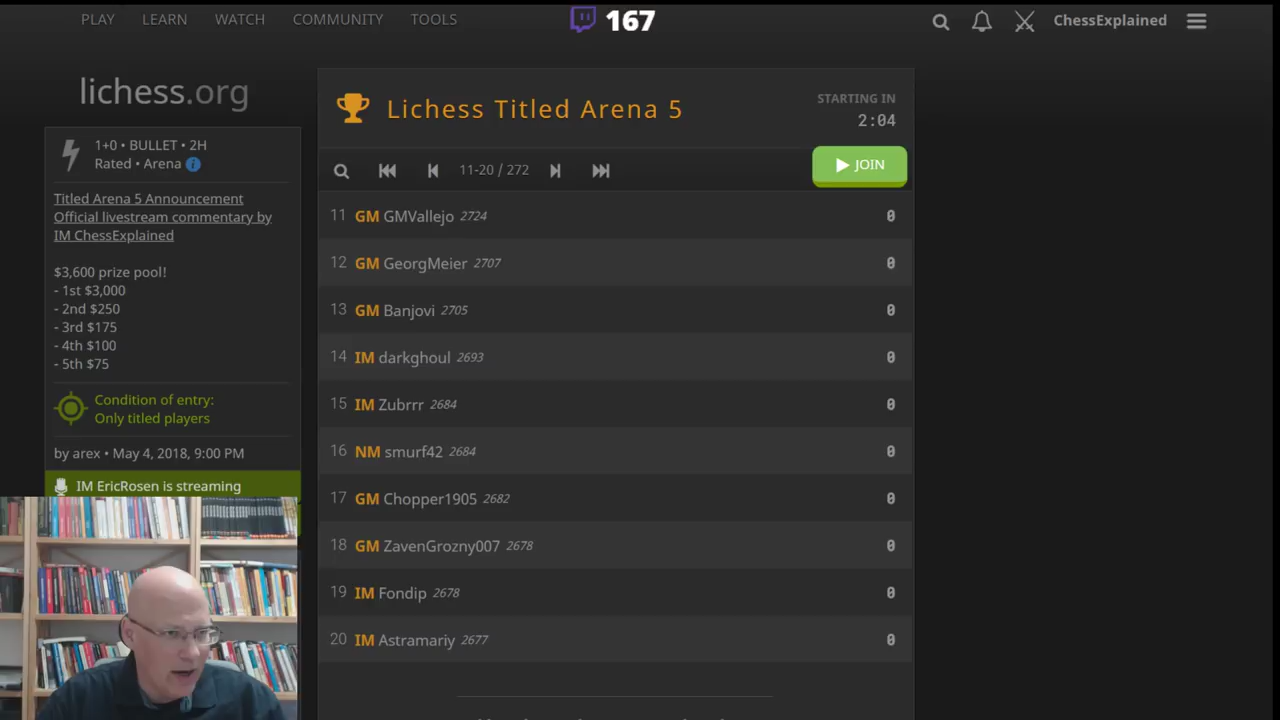 PLAY LEARN WATCH COMMUNITY TOOLS 167 ChessExplained
lichess.org
1+0 • BULLET • 2H
Rated • Arena
Titled Arena 5 Announcement
Official livestream commentary by
IM ChessExplained
$3,600 prize pool!
- 1st $3,000
- 2nd $250
- 3rd $175
- 4th $100
- 5th $75
Condition of entry:
Only titled players
by arex • May 4, 2018, 9:00 PM
IM EricRosen is streaming
Lichess Titled Arena 5
STARTING IN
2:04
11-20 / 272
JOIN
11 GM GMVallejo 2724 0
12 GM GeorgMeier 2707 0
13 GM Banjovi 2705 0
14 IM darkghoul 2693 0
15 IM Zubrrr 2684 0
16 NM smurf42 2684 0
17 GM Chopper1905 2682 0
18 GM ZavenGrozny007 2678 0
19 IM Fondip 2678 0
20 IM Astramariy 2677 0